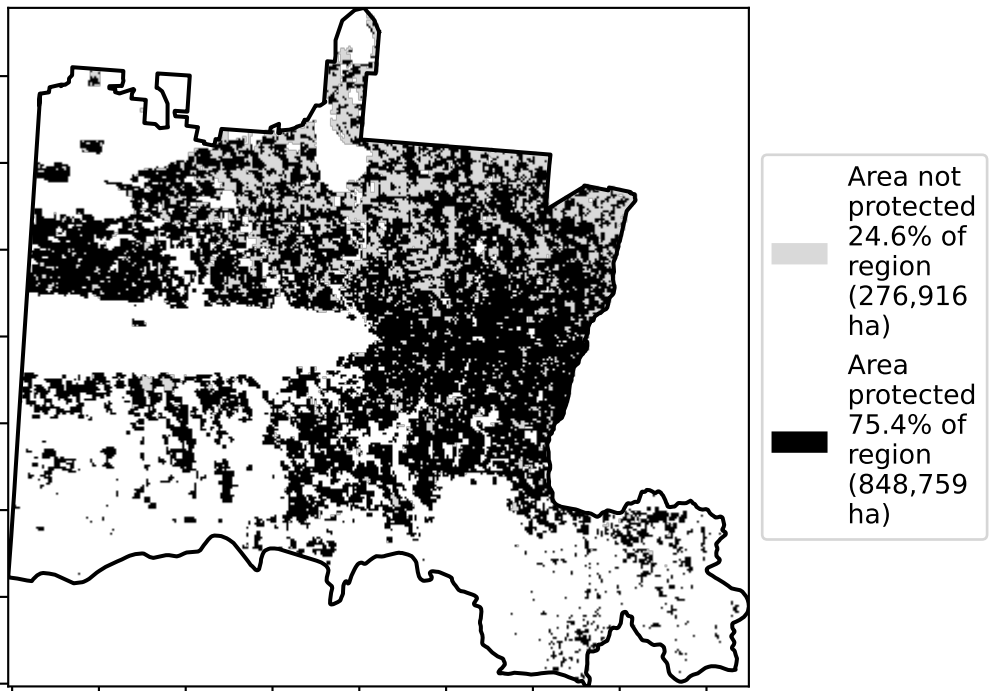 Area not
protected
24.6% of
region
(276,916
ha)
Area
protected
75.4% of
region
(848,759
ha)